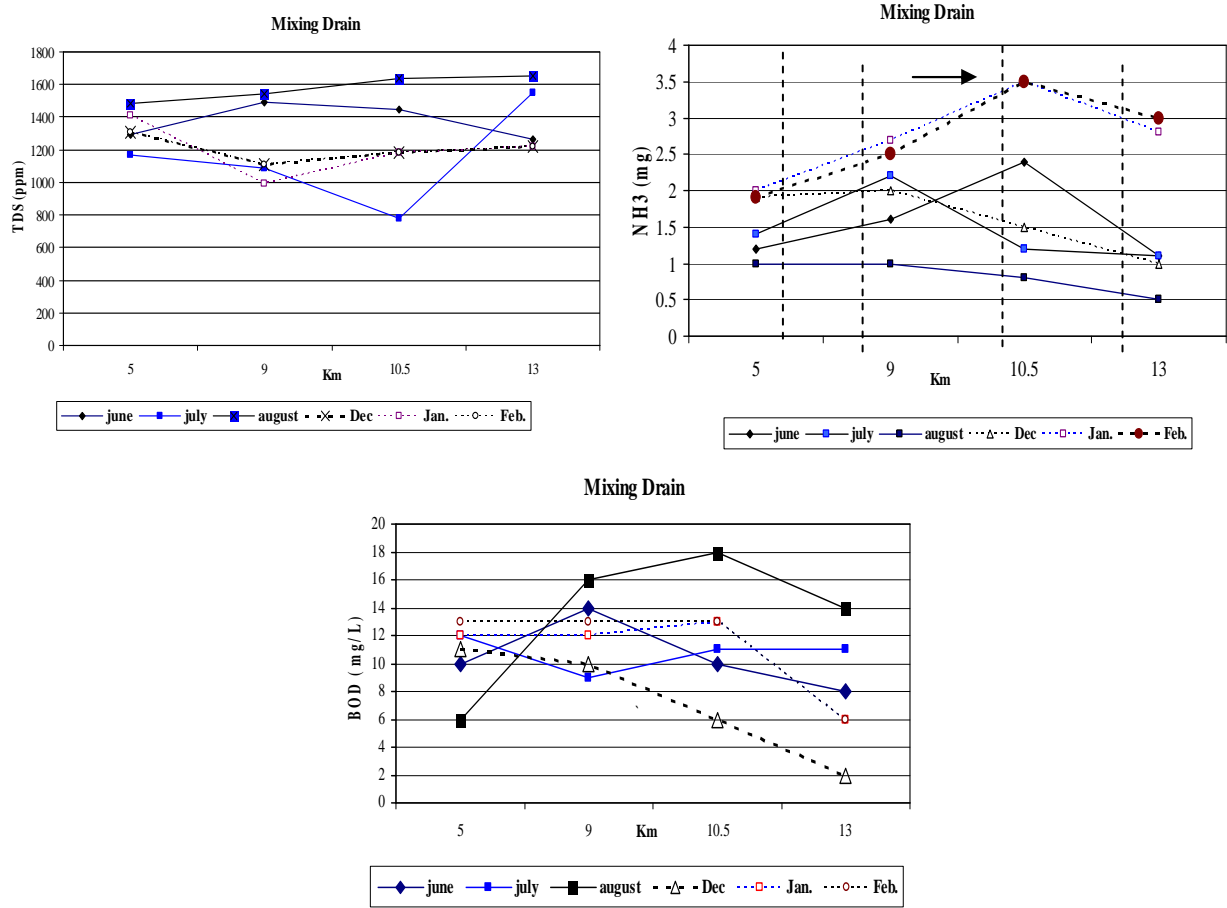 Mixing Drain
TDS (ppm)
1800
1600
1400
1200
1000
800
600
400
200
0
5 9 10.5 13
Km
june july august Dec Jan. Feb.
Mixing Drain
NH3 (mg)
4
3.5
3
2.5
2
1.5
1
0.5
0
5 9 10.5 13
Km
june july august Dec Jan. Feb.
Mixing Drain
BOD (mg/L)
20
18
16
14
12
10
8
6
4
2
0
5 9 10.5 13
Km
june july august Dec Jan. Feb.